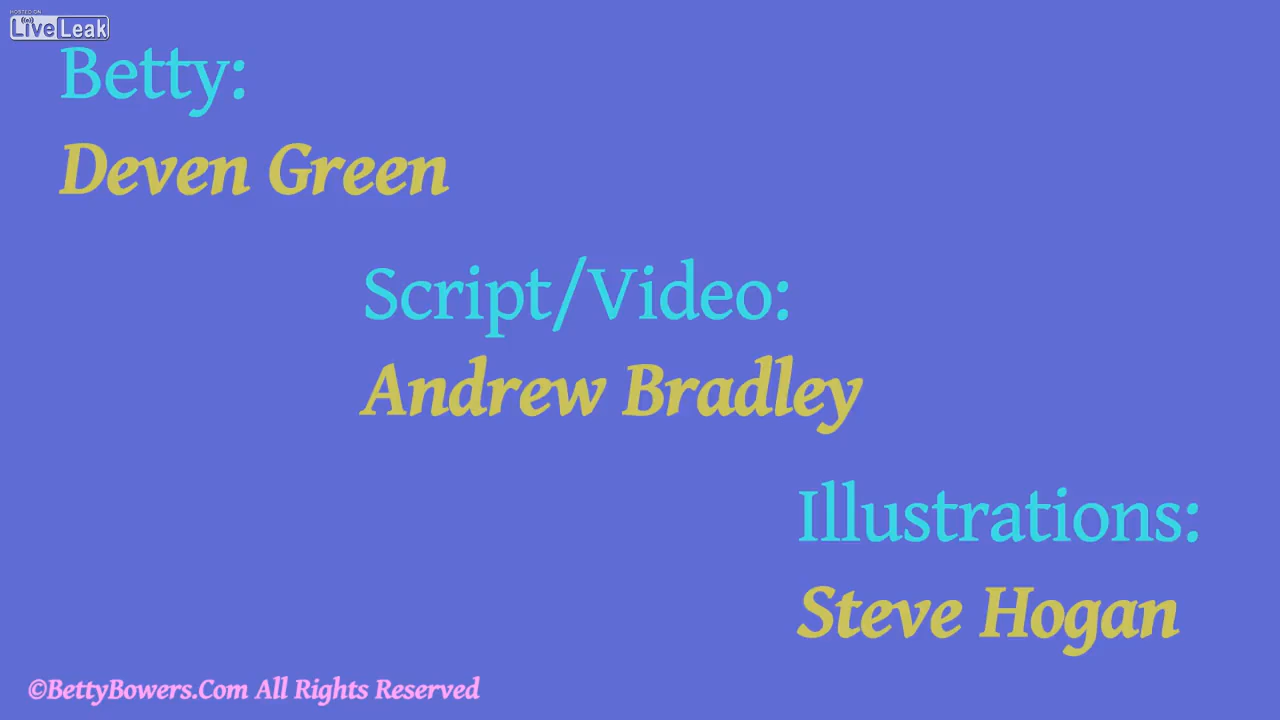 HOSTED ON
LiveLeak
Betty:
Deven Green
Script/Video:
Andrew Bradley
Illustrations:
Steve Hogan
©BettyBowers.Com All Rights Reserved